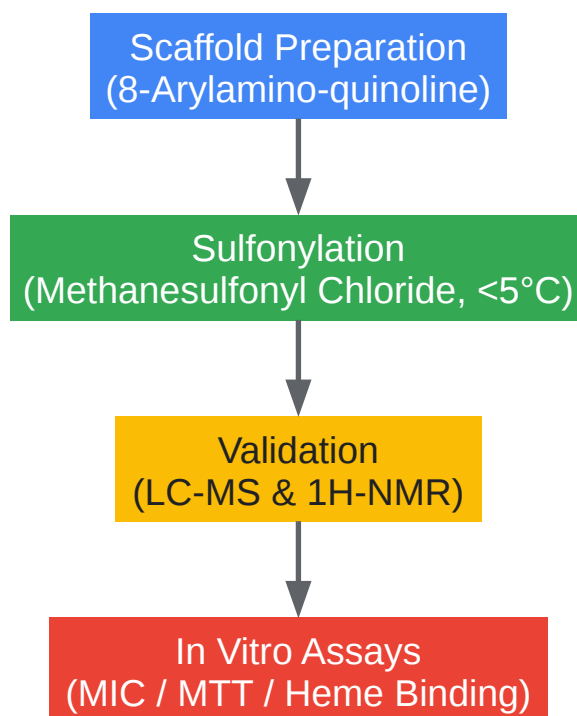 Scaffold Preparation
(8-Arylamino-quinoline)
Sulfonylation
(Methanesulfonyl Chloride, <5°C)
Validation
(LC-MS & 1H-NMR)
In Vitro Assays
(MIC / MTT / Heme Binding)